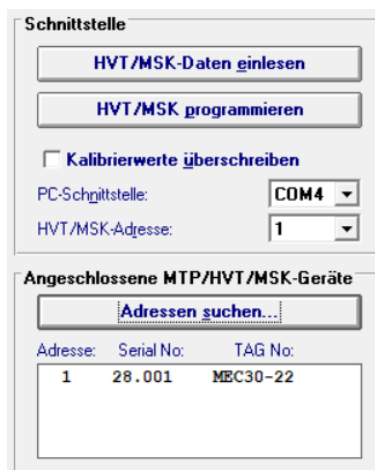 Schnittstelle
HVT/MSK-Daten einlesen
HVT/MSK programmieren
Kalibrierwerte überschreiben
PC-Schnittstelle: COM4
HVT/MSK-Adresse: 1
Angeschlossene MTP/HVT/MSK-Geräte
Adressen suchen...
Adresse: Serial No: TAG No:
1 28.001 MEC30-22